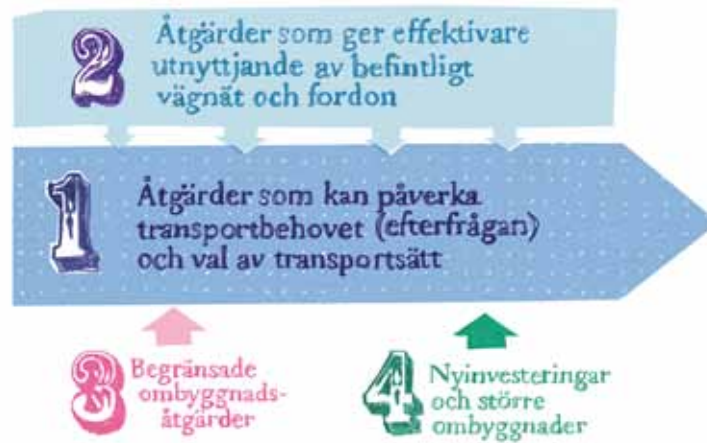 2 Åtgärder som ger effektivare
utnyttjande av befintligt
vägnät och fordon
1 Åtgärder som kan påverka
transportbehovet (efterfrågan)
och val av transportsätt
3 Begränsade
ombyggnads-
åtgärder
4 Nyinvesteringar
och större
ombyggnader